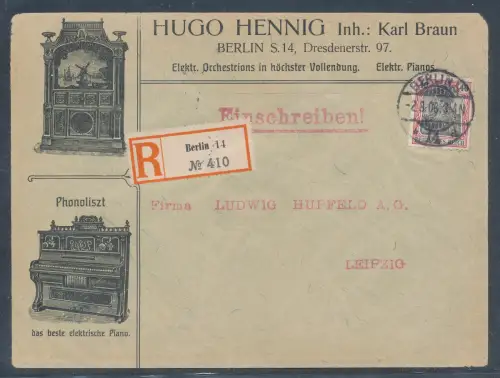 HUGO HENNIG Inh.: Karl Braun
BERLIN S.14, Dresdenerstr. 97.
Elektr. Orchestrions in höchster Vollendung. Elektr. Pianos.
BERLIN
Einschreiben!
R
Berlin 14
№ 410
Phonoliszt
Firma LUDWIG HUPFELD A.G.
LEIPZIG
das beste elektrische Piano.